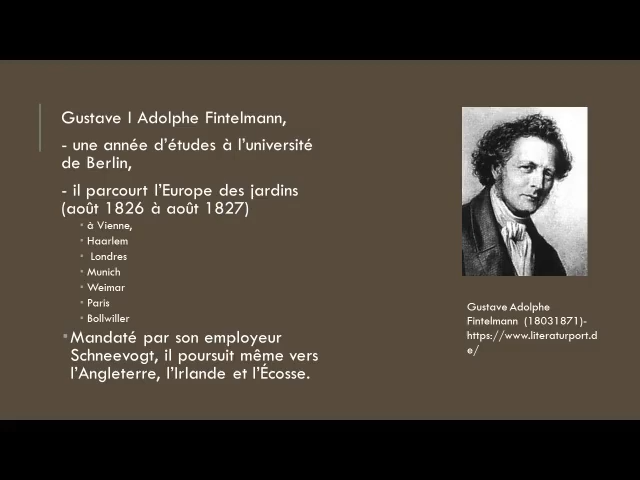 Gustave I Adolphe Fintelmann,
- une année d'études à l'université
de Berlin,
- il parcourt l'Europe des jardins
(août 1826 à août 1827)
• à Vienne,
• Haarlem
• Londres
• Munich
• Weimar
• Paris
• Bollwiller
▪ Mandaté par son employeur
Schneevogt, il poursuit même vers
l'Angleterre, l'Irlande et l'Écosse.
Gustave Adolphe
Fintelmann (18031871)-
https://www.literaturport.d
e/